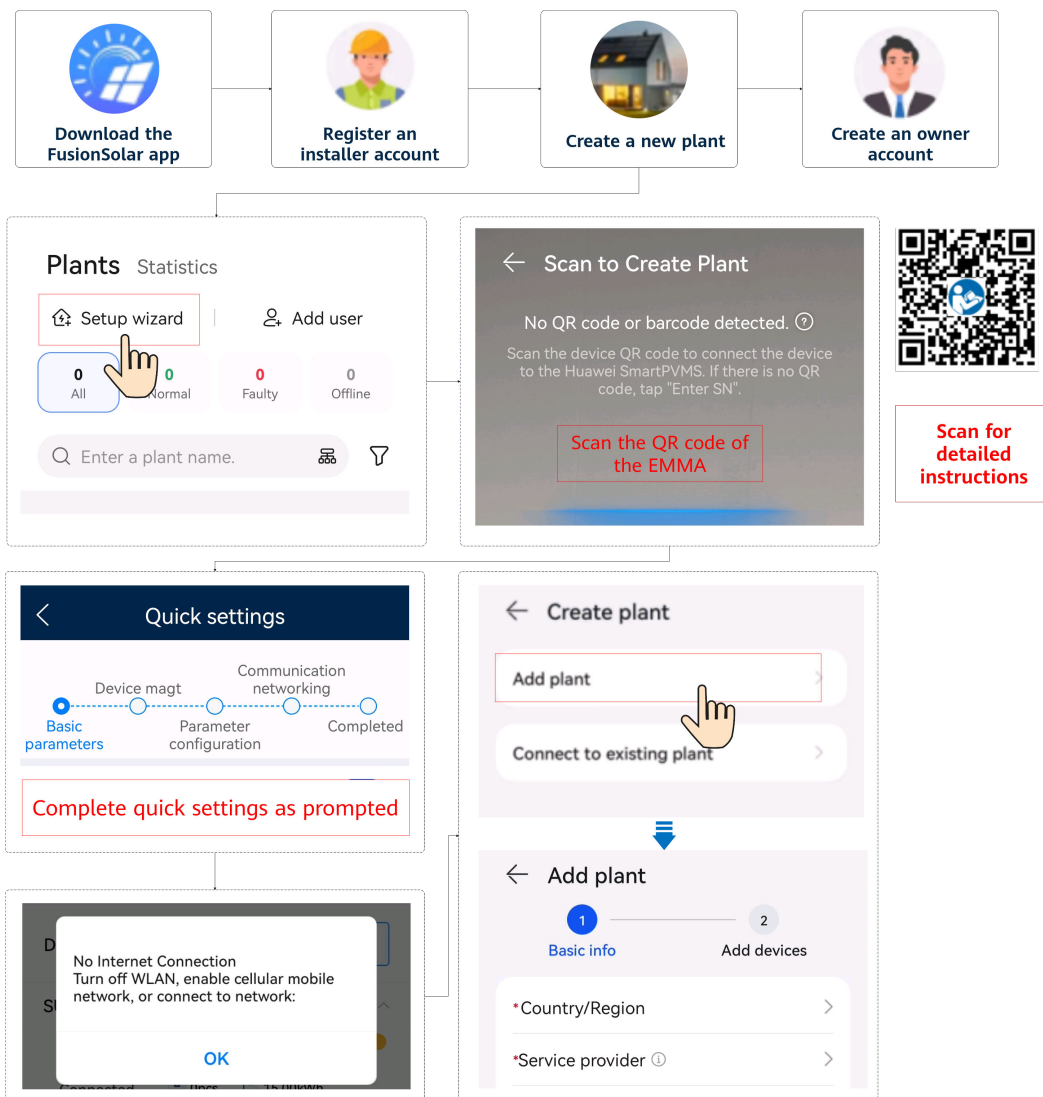 Download the
FusionSolar app
Register an
installer account
Create a new plant
Create an owner
account
Plants Statistics
Setup wizard
Add user
0
All
0
Normal
0
Faulty
0
Offline
Enter a plant name.
Scan to Create Plant
No QR code or barcode detected. ?
Scan the device QR code to connect the device
to the Huawei SmartPVMS. If there is no QR
code, tap "Enter SN".
Scan the QR code of
the EMMA
Scan for
detailed
instructions
Quick settings
Basic
parameters
Device magt
Parameter
configuration
Communication
networking
Completed
Complete quick settings as prompted
No Internet Connection
Turn off WLAN, enable cellular mobile
network, or connect to network:
OK
Create plant
Add plant
Connect to existing plant
Add plant
1
Basic info
2
Add devices
*Country/Region
*Service provider